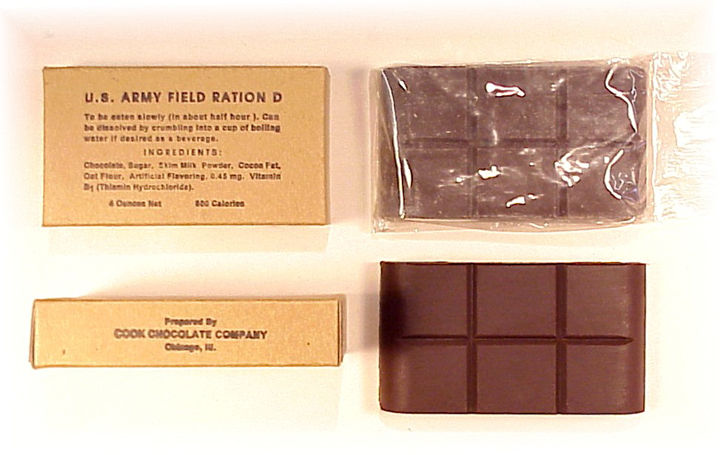 U.S. ARMY FIELD RATION D
To be eaten slowly (in about half hour ). Can
be dissolved by crumbling into a cup of boiling
water if desired as a beverage.
INGREDIENTS:
Chocolate, Sugar, Skim Milk Powder, Cocoa Fat,
Oat Flour, Artificial Flavoring, 0.45 mg. Vitamin
B₁ (Thiamin Hydrochloride).
4 Ounces Net 600 Calories
Prepared By
COOK CHOCOLATE COMPANY
Chicago, Ill.